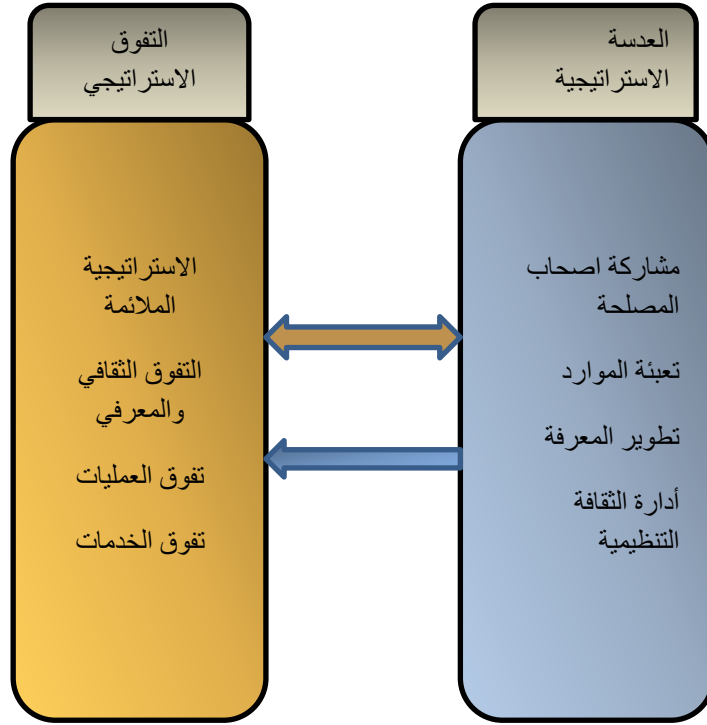 العدسة
الاستراتيجية
مشاركة اصحاب
المصلحة
تعبئة الموارد
تطوير المعرفة
أدارة الثقافة
التنظيمية
التفوق
الاستراتيجي
الاستراتيجية
الملائمة
التفوق الثقافي
والمعرفي
تفوق العمليات
تفوق الخدمات